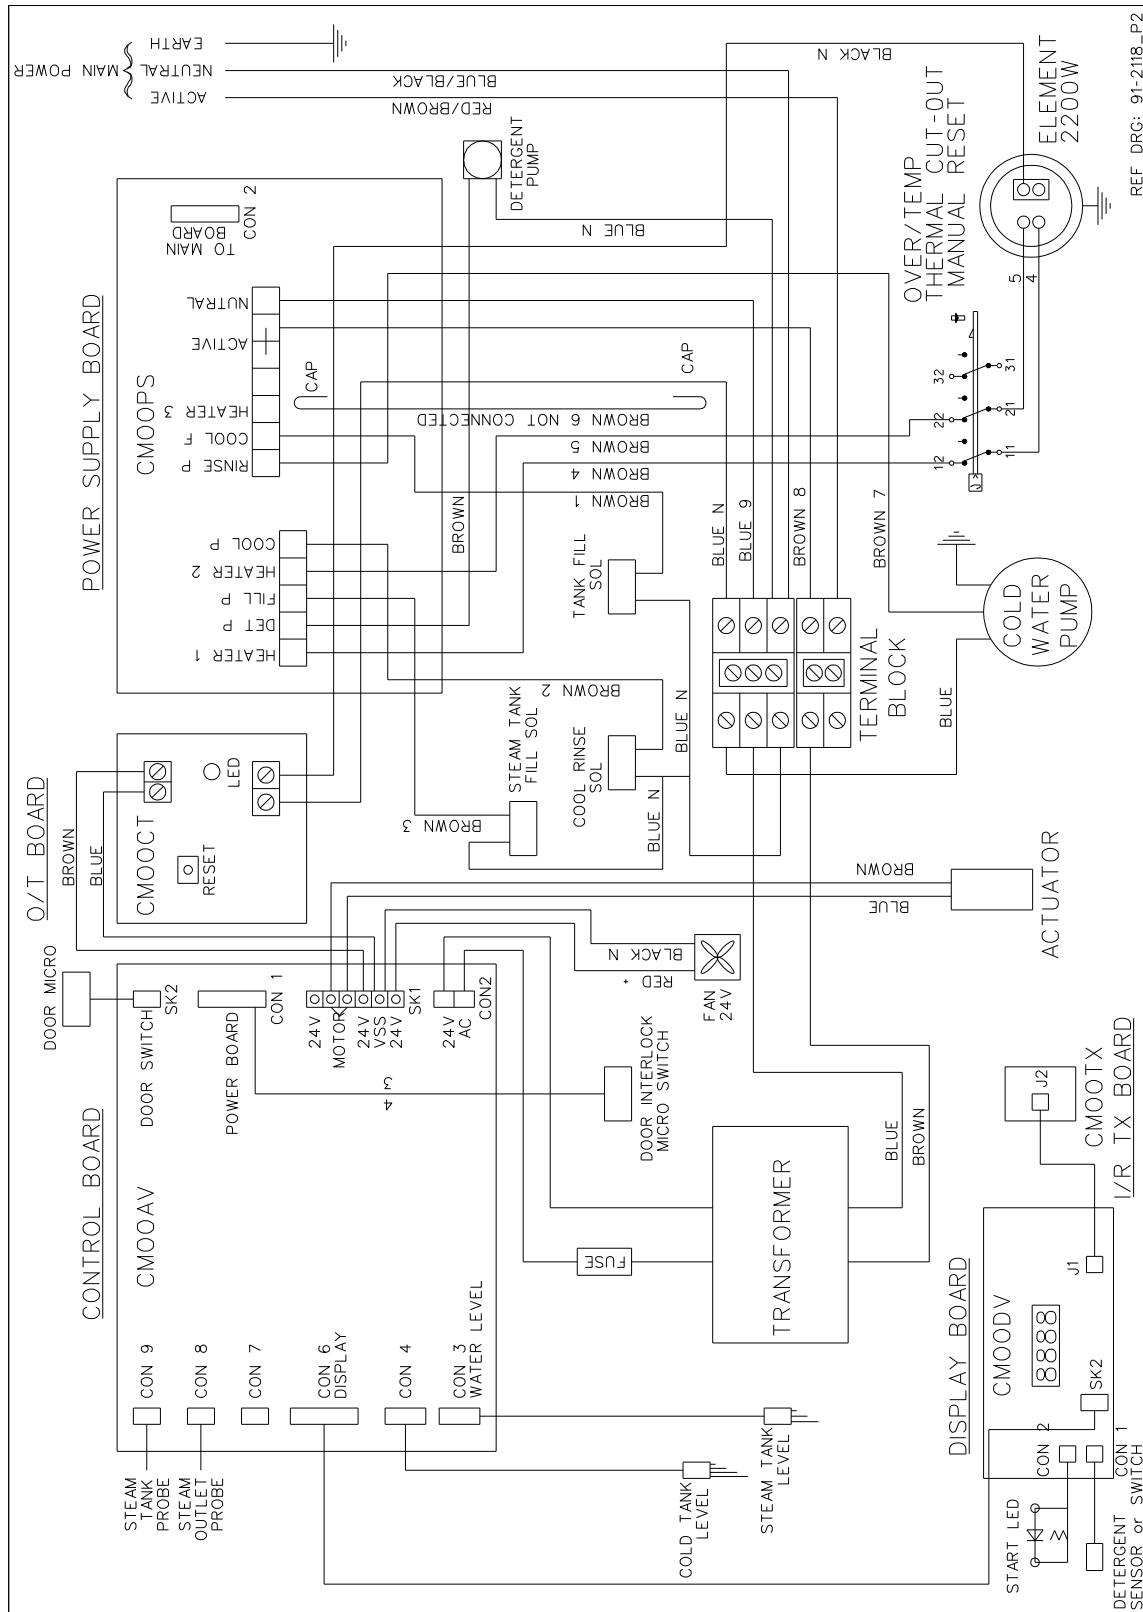 EARTH
NEUTRAL
ACTIVE
MAIN POWER
BLUE/BLACK
RED/BROWN
BLACK N
POWER SUPPLY BOARD
CMOOPS
TO MAIN
BOARD
CON 2
NUTRAL
ACTIVE
HEATER 3
COOL F
RINSE P
COOL P
HEATER 2
FILL P
DET P
HEATER 1
DETERGENT
PUMP
BLUE N
CAP
CAP
BROWN 6 NOT CONNECTED
BROWN 5
BROWN 4
BROWN 1
BROWN
OVER/TEMP
THERMAL CUT-OUT
MANUAL RESET
ELEMENT
2200W
5
4
32
31
22
21
12
11
TANK FILL
SOL
BLUE N
BLUE 9
BROWN 8
BROWN 7
COLD
WATER
PUMP
TERMINAL
BLOCK
BLUE
O/T BOARD
BROWN
BLUE
CMOOCT
LED
RESET
STEAM TANK
FILL SOL
BROWN 3
BROWN 2
COOL RINSE
SOL
BLUE N
BLUE N
ACTUATOR
BROWN
BLUE
DOOR MICRO
CONTROL BOARD
CMOOAV
DOOR SWITCH
SK2
POWER BOARD
CON 1
24V
MOTOR
24V
VSS
24V
SK1
24V
AC
CON2
BLACK N
RED +
FAN
24V
3
4
DOOR INTERLOCK
MICRO SWITCH
TRANSFORMER
FUSE
BLUE
BROWN
CON 9
CON 8
CON 7
CON 6
DISPLAY
CON 4
CON 3
WATER LEVEL
STEAM
TANK
PROBE
STEAM
OUTLET
PROBE
COLD TANK
LEVEL
STEAM TANK
LEVEL
DISPLAY BOARD
CMOODV
8888
SK2
J1
CON 2
CON 1
START LED
DETERGENT
SENSOR or SWITCH
J2
CMOOTX
I/R TX BOARD
REF DRG: 91-2118_P2